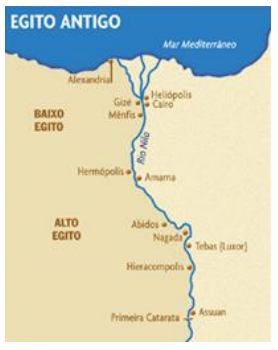 EGITO ANTIGO
Mar Mediterrâneo
Alexandria
Heliópolis
Gizé
Cairo
Mênfis
BAIXO
EGITO
Rio Nilo
Hermópolis
Amarna
ALTO
EGITO
Abidos
Nagada
Tebas (Luxor)
Hieracompolis
Assuan
Primeira Catarata